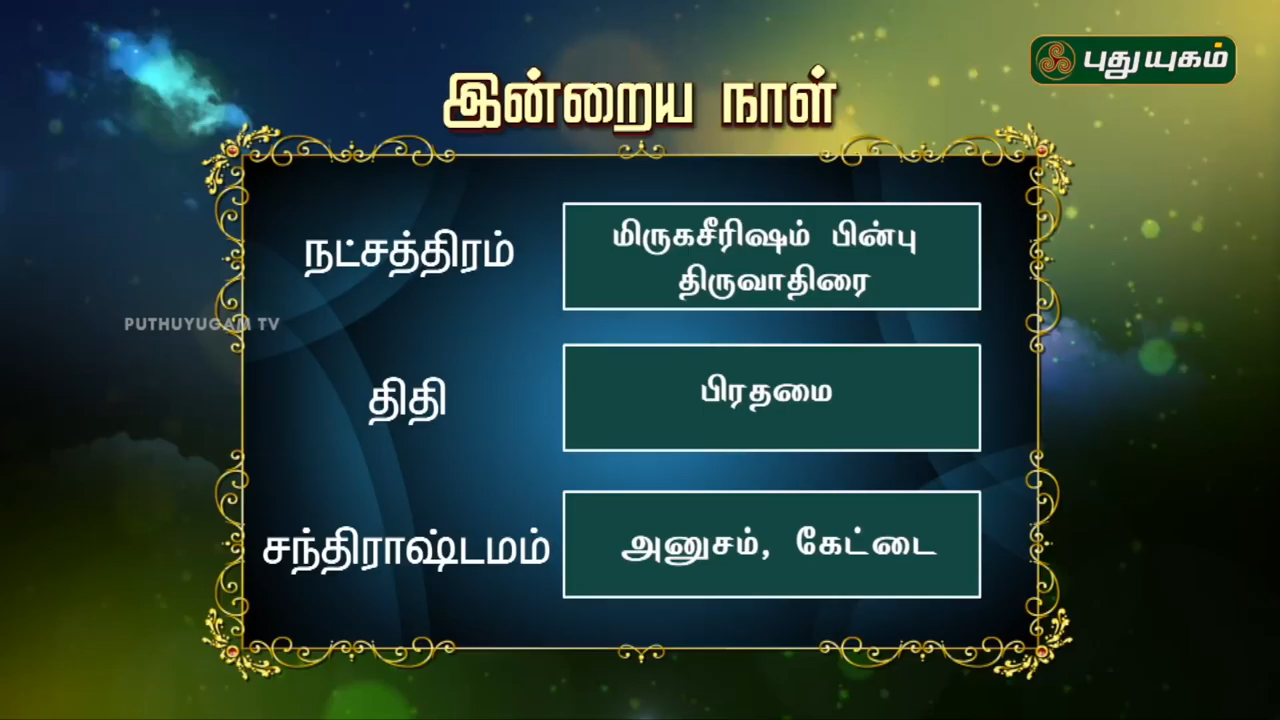 புதுயுகம்
இன்றைய நாள்
நட்சத்திரம்
மிருகசீரிஷம் பின்பு
திருவாதிரை
PUTHUYUGAM TV
திதி
பிரதமை
சந்திராஷ்டமம்
அனுசம், கேட்டை